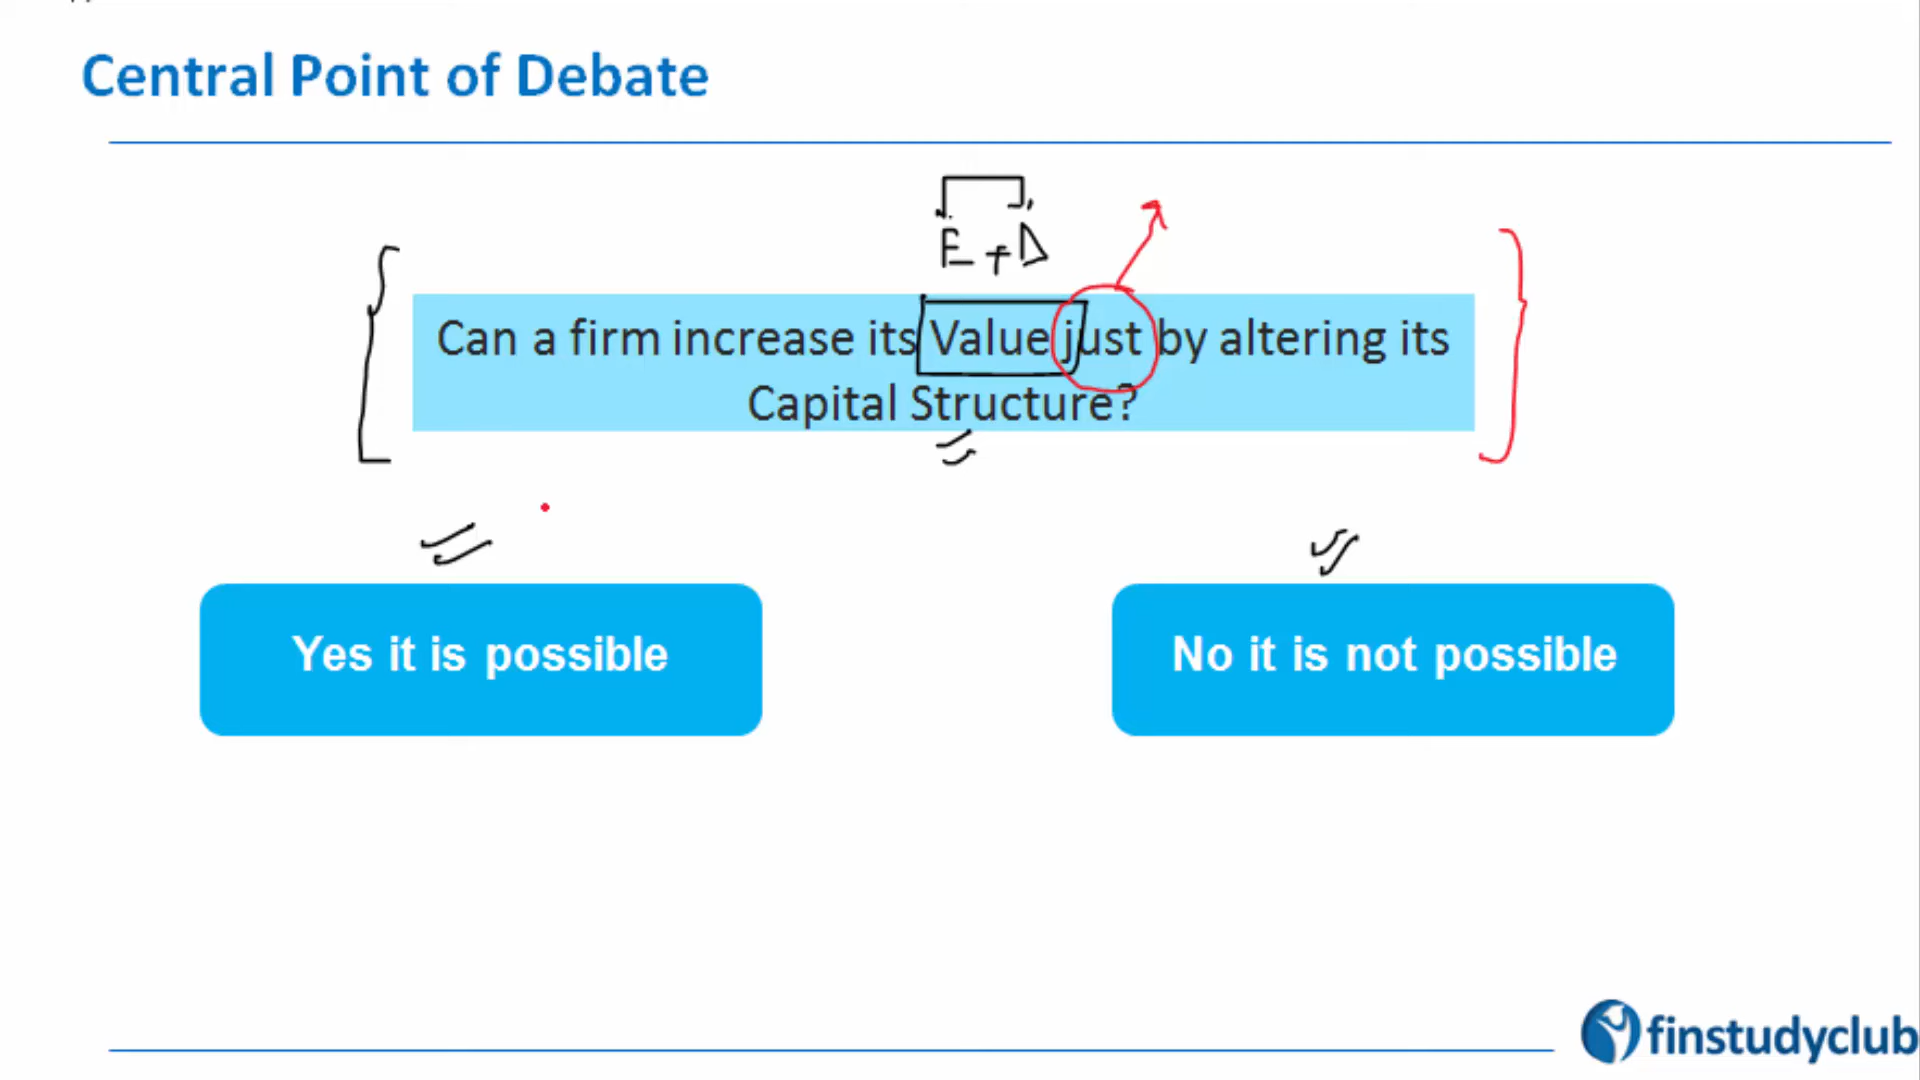 Central Point of Debate
E + D
Can a firm increase its Value just by altering its
Capital Structure?
Yes it is possible
No it is not possible
finstudyclub